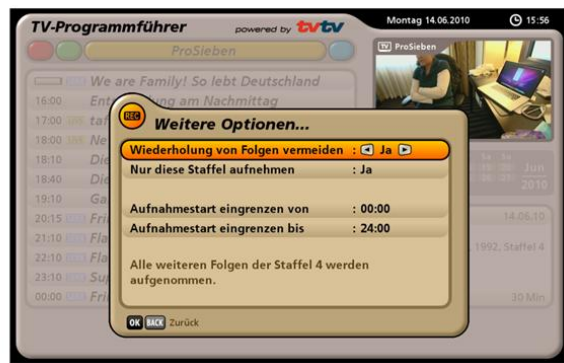 TV-Programmführer
powered by tvtv
Montag 14.06.2010
15:56
ProSieben
TV ProSieben
We are Family! So lebt Deutschland
16:00 am Nachmittag
17:00
18:00
18:10
18:40
19:10
20:15
21:10
22:10
23:10
00:00
REC Weitere Optionen...
Wiederholung von Folgen vermeiden : Ja
Nur diese Staffel aufnehmen : Ja
Aufnahmestart eingrenzen von : 00:00
Aufnahmestart eingrenzen bis : 24:00
Alle weiteren Folgen der Staffel 4 werden
aufgenommen.
OK BACK Zurück
Jun
2010
14.06.10
1992, Staffel 4
30 Min